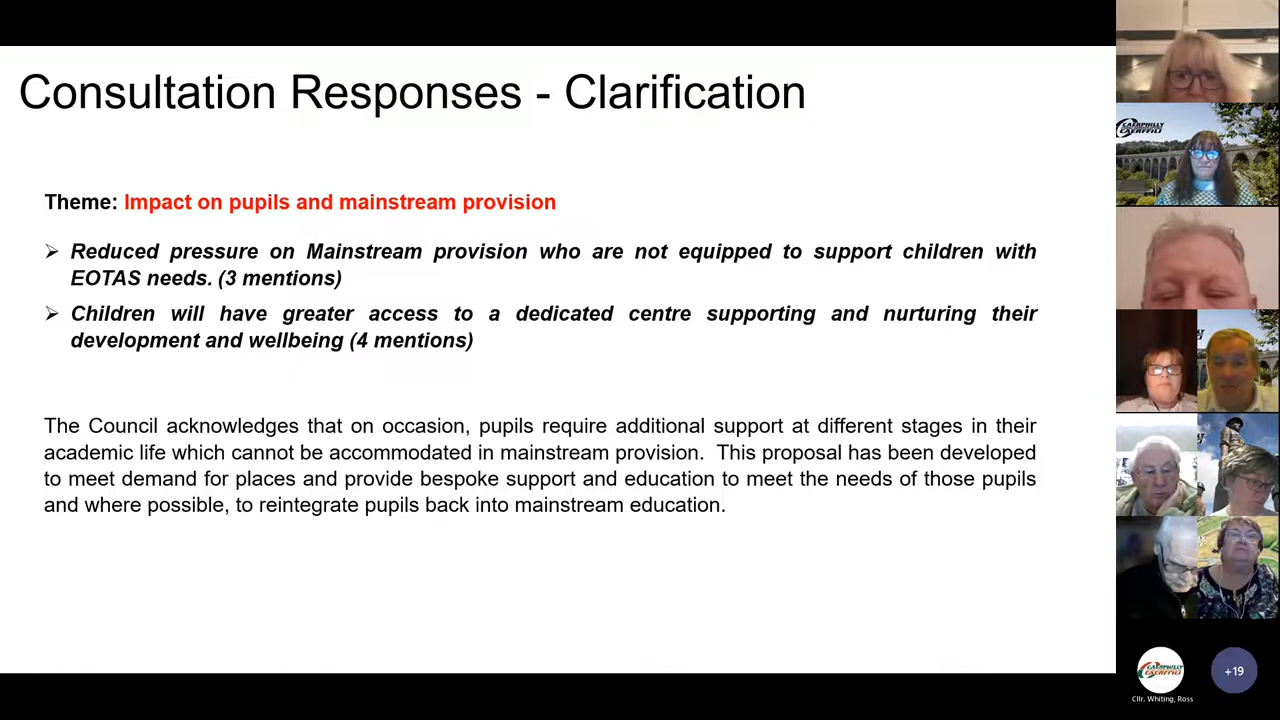 Consultation Responses - Clarification
Theme: Impact on pupils and mainstream provision
➢ Reduced pressure on Mainstream provision who are not equipped to support children with
EOTAS needs. (3 mentions)
➢ Children will have greater access to a dedicated centre supporting and nurturing their
development and wellbeing (4 mentions)
The Council acknowledges that on occasion, pupils require additional support at different stages in their
academic life which cannot be accommodated in mainstream provision. This proposal has been developed
to meet demand for places and provide bespoke support and education to meet the needs of those pupils
and where possible, to reintegrate pupils back into mainstream education.
CAERPHILLY
CAERFFILI
CAERPHILLY
CAERFFILI
+19
Cllr. Whiting, Ross